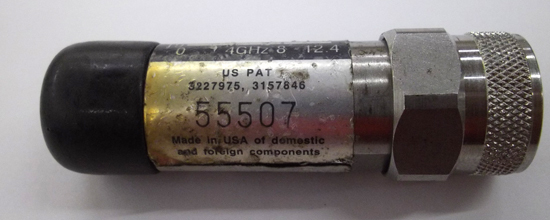 4GHz-8 12.4
US PAT
3227975, 3157846
55507
Made in USA of domestic
and foreign components